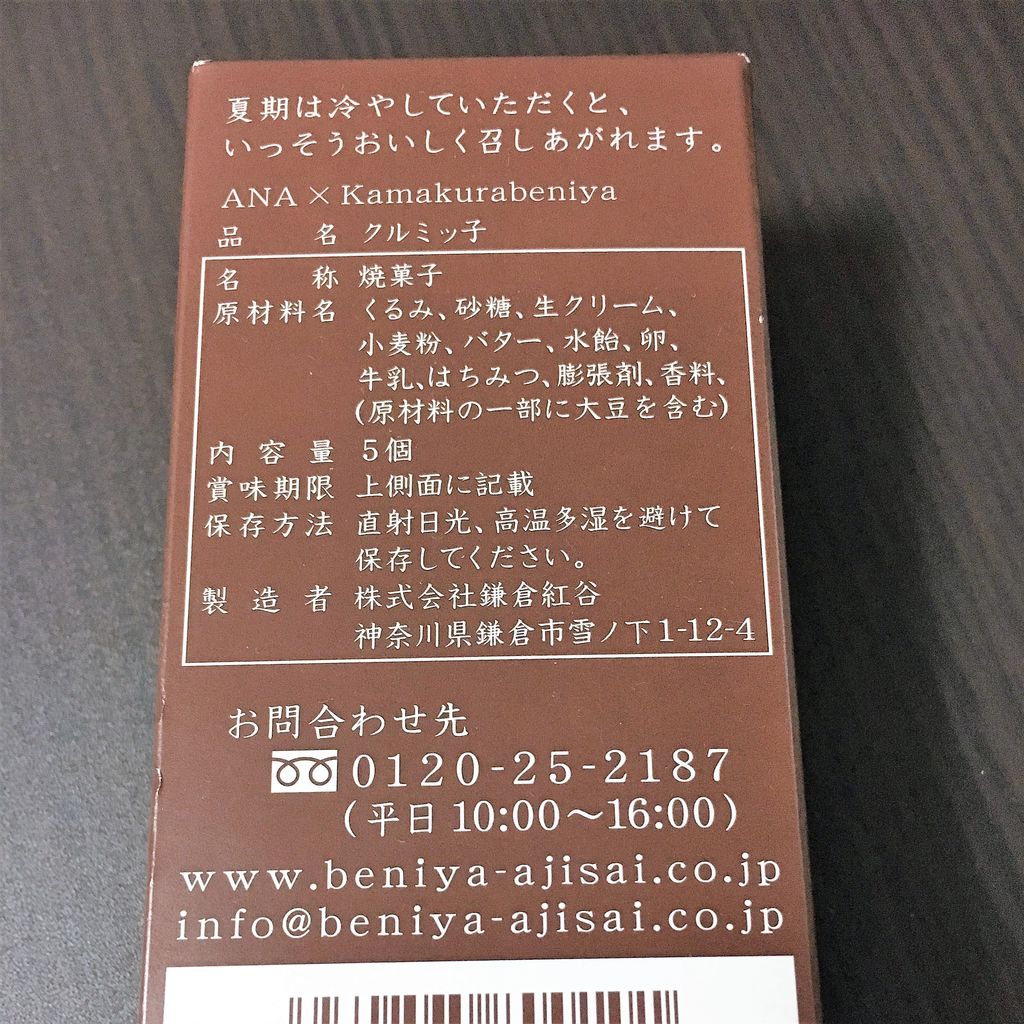 夏期は冷やしていただくと、
いっそうおいしく召しあがれます。
ANA×Kamakurabeniya
品名 クルミッ子
名称 焼菓子
原材料名 くるみ、砂糖、生クリーム、
小麦粉、バター、水飴、卵、
牛乳、はちみつ、膨張剤、香料、
(原材料の一部に大豆を含む)
内容量 5個
賞味期限 上側面に記載
保存方法 直射日光、高温多湿を避けて
保存してください。
製造者 株式会社鎌倉紅谷
神奈川県鎌倉市雪ノ下1-12-4
お問合わせ先
0120-25-2187
(平日10:00～16:00)
www.beniya-ajisai.co.jp
info@beniya-ajisai.co.jp